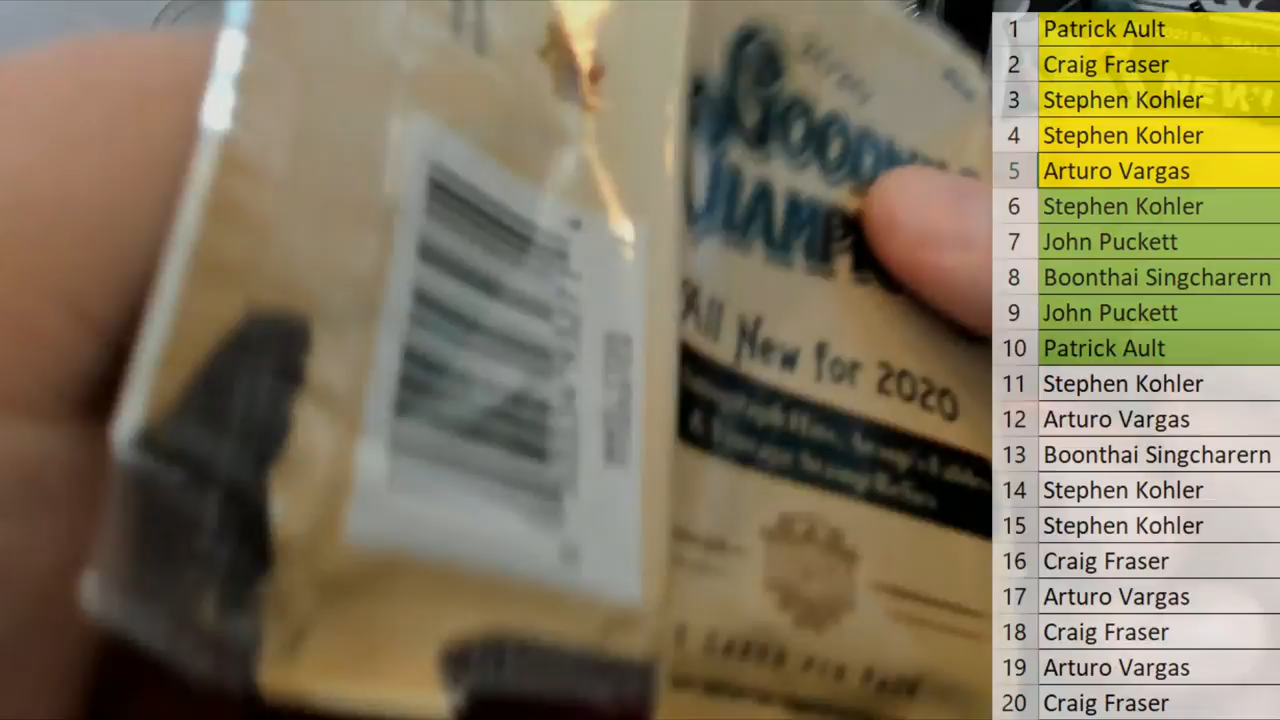 All New for 2020
1 Patrick Ault
2 Craig Fraser
3 Stephen Kohler
4 Stephen Kohler
5 Arturo Vargas
6 Stephen Kohler
7 John Puckett
8 Boonthai Singcharern
9 John Puckett
10 Patrick Ault
11 Stephen Kohler
12 Arturo Vargas
13 Boonthai Singcharern
14 Stephen Kohler
15 Stephen Kohler
16 Craig Fraser
17 Arturo Vargas
18 Craig Fraser
19 Arturo Vargas
20 Craig Fraser